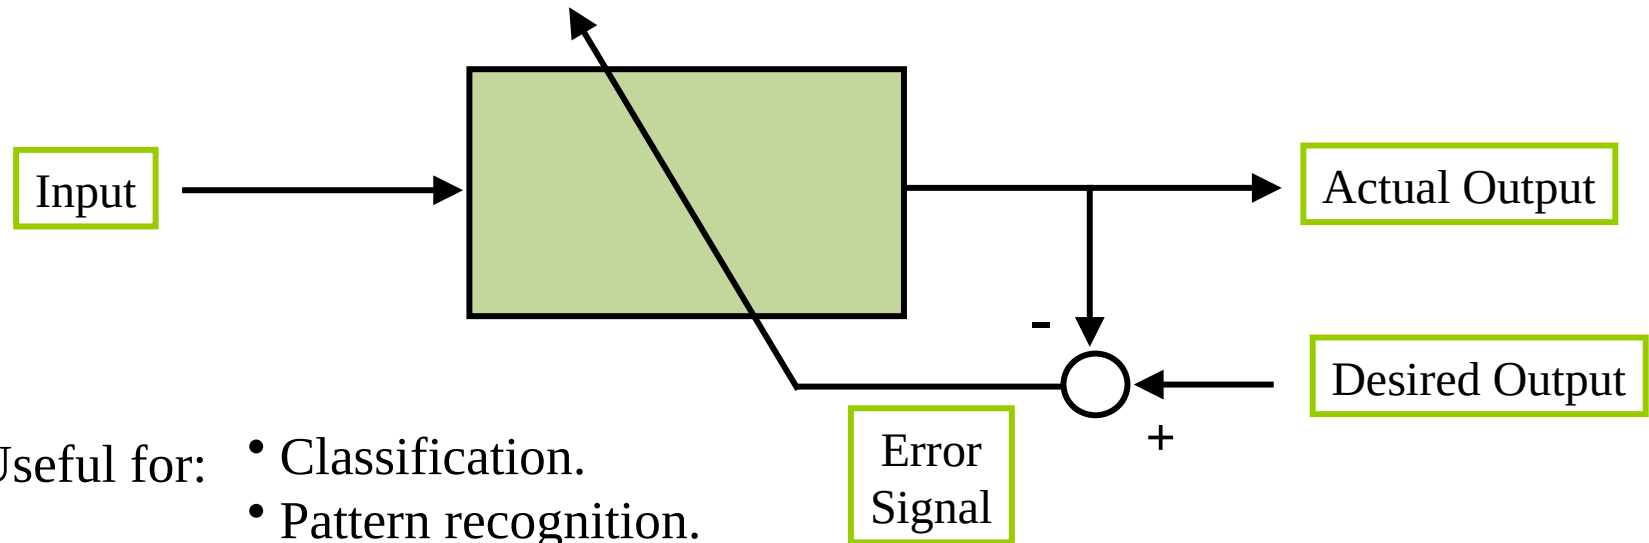 Input
Actual Output
-
Desired Output
+
Error
Signal
Useful for:
• Classification.
• Pattern recognition.